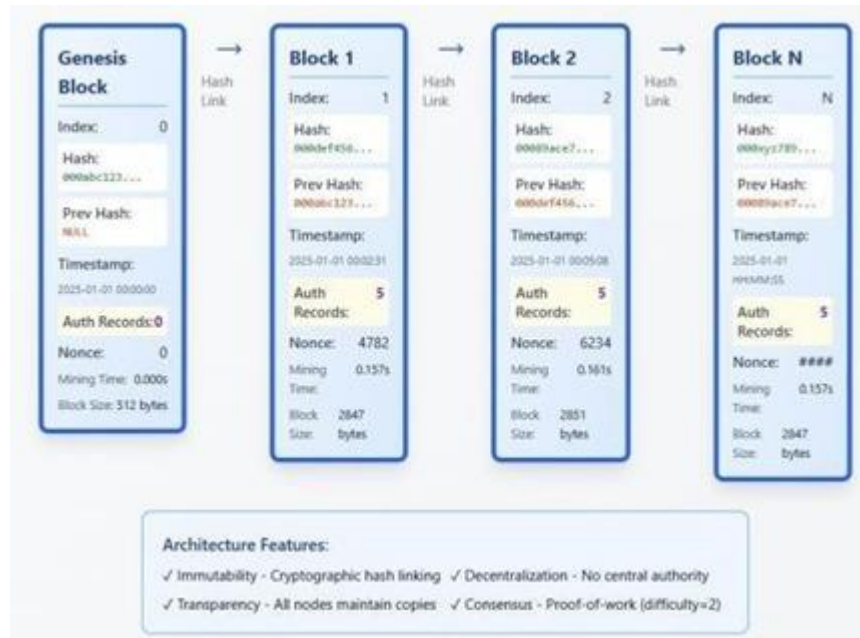 Genesis
Block
Index: 0
Hash:
000abc123...
Prev Hash:
NULL
Timestamp:
2025-01-01 00:00:00
Auth Records:0
Nonce: 0
Mining Time: 0.000s
Block Size: 512 bytes
→
Hash
Link
Block 1
Index: 1
Hash:
000def456...
Prev Hash:
000abc123...
Timestamp:
2025-01-01 00:02:31
Auth 5
Records:
Nonce: 4782
Mining 0.157s
Time:
Block 2847
Size: bytes
→
Hash
Link
Block 2
Index: 2
Hash:
00089ace7...
Prev Hash:
000def456...
Timestamp:
2025-01-01 00:05:08
Auth 5
Records:
Nonce: 6234
Mining 0.161s
Time:
Block 2851
Size: bytes
→
Hash
Link
Block N
Index: N
Hash:
000xyz789...
Prev Hash:
00089ace7...
Timestamp:
2025-01-01
HH:MM:SS
Auth 5
Records:
Nonce: ####
Mining 0.157s
Time:
Block 2847
Size: bytes
Architecture Features:
✓ Immutability - Cryptographic hash linking ✓ Decentralization - No central authority
✓ Transparency - All nodes maintain copies ✓ Consensus - Proof-of-work (difficulty=2)